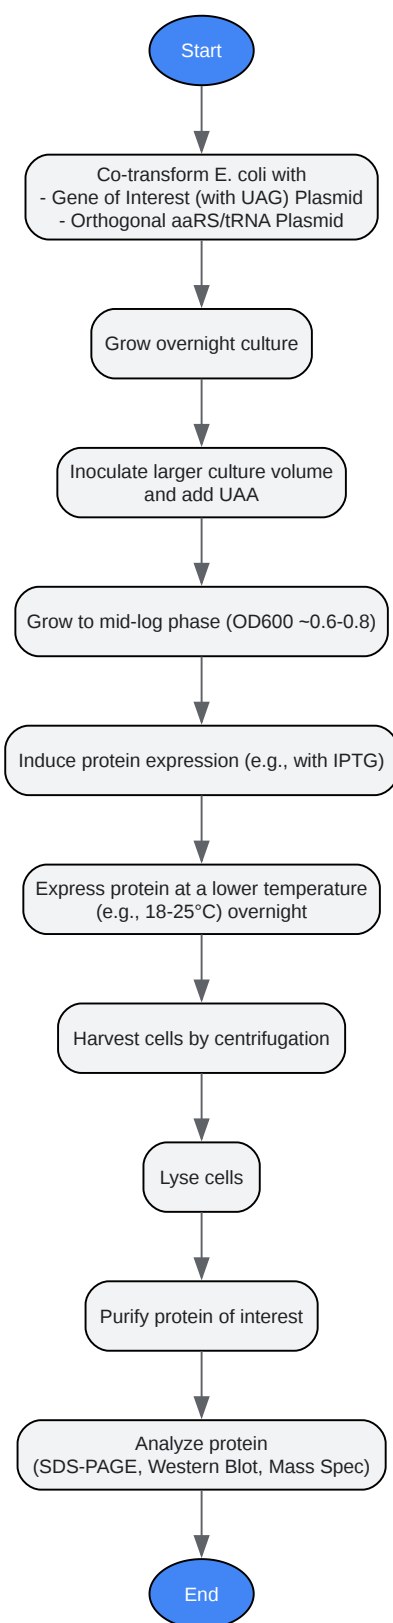 Start
Co-transform E. coli with
- Gene of Interest (with UAG) Plasmid
- Orthogonal aaRS/tRNA Plasmid
Grow overnight culture
Inoculate larger culture volume
and add UAA
Grow to mid-log phase (OD600 ~0.6-0.8)
Induce protein expression (e.g., with IPTG)
Express protein at a lower temperature
(e.g., 18-25°C) overnight
Harvest cells by centrifugation
Lyse cells
Purify protein of interest
Analyze protein
(SDS-PAGE, Western Blot, Mass Spec)
End